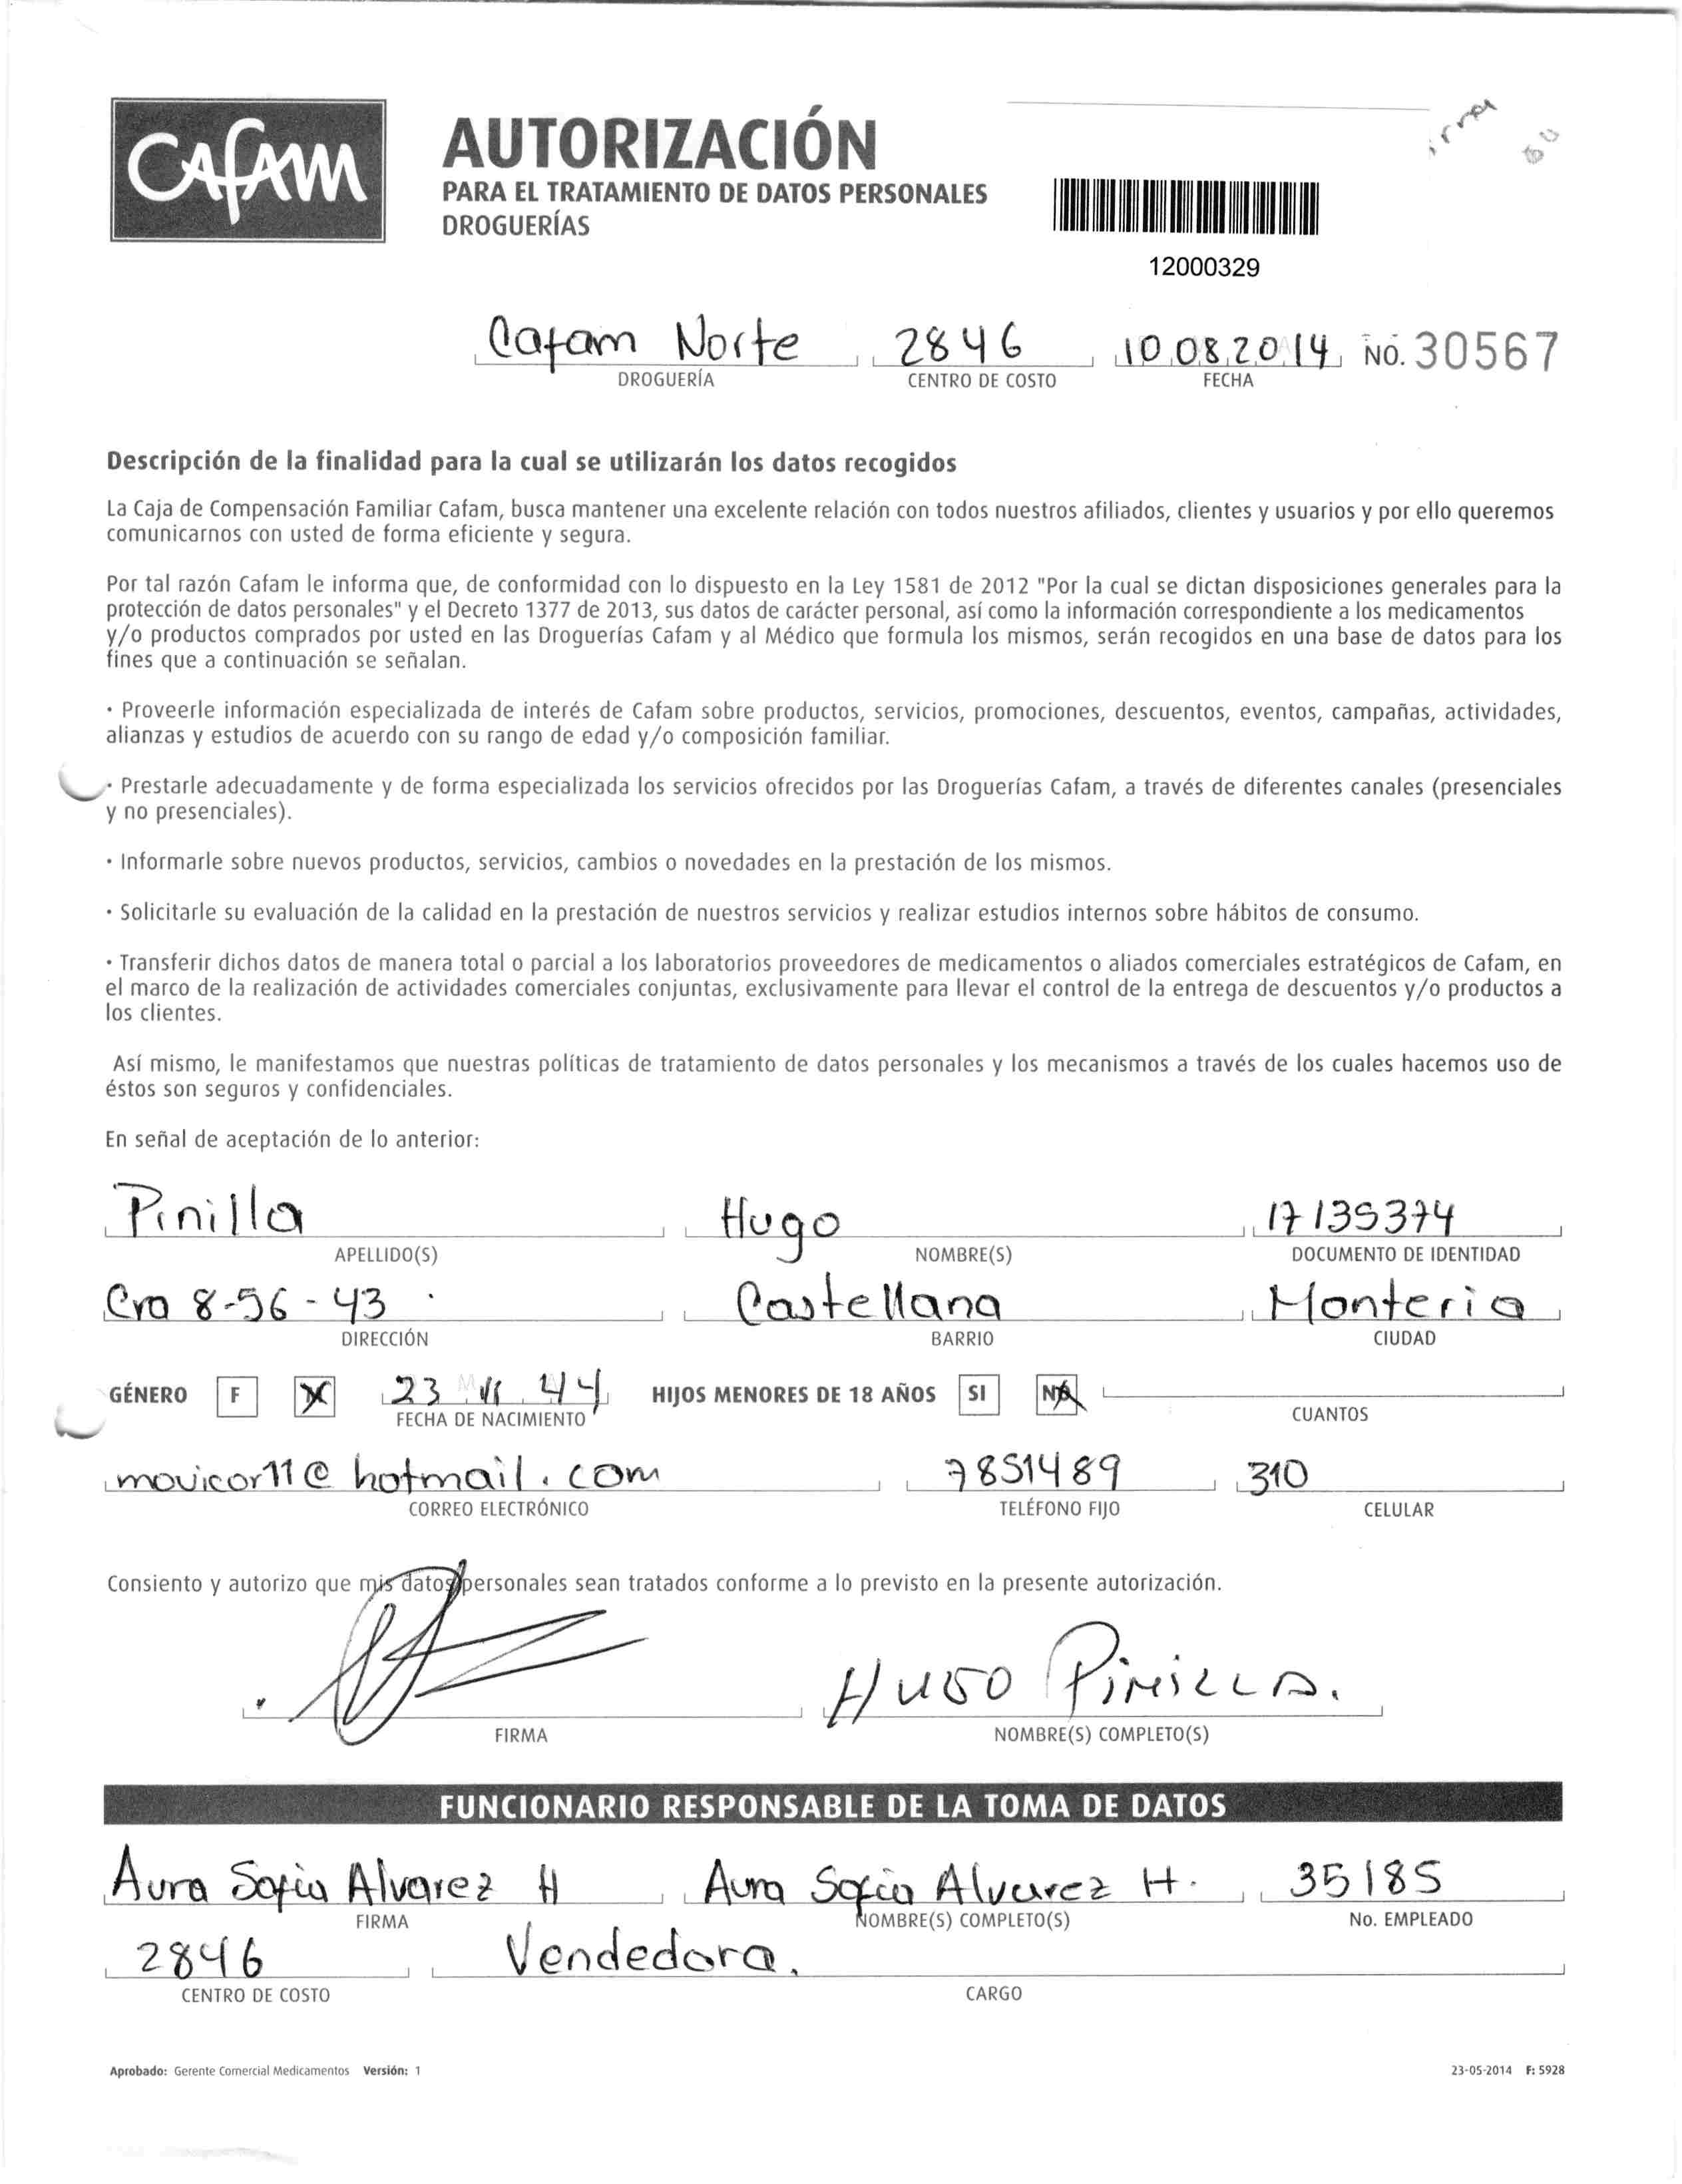 Cafam
AUTORIZACIÓN
PARA EL TRATAMIENTO DE DATOS PERSONALES
DROGUERÍAS
12000329
Cafam Norte 2846 10 08 2014 No. 30567
DROGUERÍA CENTRO DE COSTO FECHA
Descripción de la finalidad para la cual se utilizarán los datos recogidos
La Caja de Compensación Familiar Cafam, busca mantener una excelente relación con todos nuestros afiliados, clientes y usuarios y por ello queremos
comunicarnos con usted de forma eficiente y segura.
Por tal razón Cafam le informa que, de conformidad con lo dispuesto en la Ley 1581 de 2012 "Por la cual se dictan disposiciones generales para la
protección de datos personales" y el Decreto 1377 de 2013, sus datos de carácter personal, así como la información correspondiente a los medicamentos
y/o productos comprados por usted en las Droguerías Cafam y al Médico que formula los mismos, serán recogidos en una base de datos para los
fines que a continuación se señalan.
· Proveerle información especializada de interés de Cafam sobre productos, servicios, promociones, descuentos, eventos, campañas, actividades,
alianzas y estudios de acuerdo con su rango de edad y/o composición familiar.
· Prestarle adecuadamente y de forma especializada los servicios ofrecidos por las Droguerías Cafam, a través de diferentes canales (presenciales
y no presenciales).
· Informarle sobre nuevos productos, servicios, cambios o novedades en la prestación de los mismos.
· Solicitarle su evaluación de la calidad en la prestación de nuestros servicios y realizar estudios internos sobre hábitos de consumo.
· Transferir dichos datos de manera total o parcial a los laboratorios proveedores de medicamentos o aliados comerciales estratégicos de Cafam, en
el marco de la realización de actividades comerciales conjuntas, exclusivamente para llevar el control de la entrega de descuentos y/o productos a
los clientes.
Así mismo, le manifestamos que nuestras políticas de tratamiento de datos personales y los mecanismos a través de los cuales hacemos uso de
éstos son seguros y confidenciales.
En señal de aceptación de lo anterior:
Pinilla Hugo 17135374
APELLIDO(S) NOMBRE(S) DOCUMENTO DE IDENTIDAD
Cra 8-56-43 Castellana Monteria
DIRECCIÓN BARRIO CIUDAD
GÉNERO F X 23 VI 44 HIJOS MENORES DE 18 AÑOS SI NO
FECHA DE NACIMIENTO CUANTOS
movicor11@hotmail.com 7851489 310
CORREO ELECTRÓNICO TELÉFONO FIJO CELULAR
Consiento y autorizo que mis datos personales sean tratados conforme a lo previsto en la presente autorización.
HUGO PINILLA.
FIRMA NOMBRE(S) COMPLETO(S)
FUNCIONARIO RESPONSABLE DE LA TOMA DE DATOS
Aura Sofia Alvarez H Aura Sofia Alvarez H. 35185
FIRMA NOMBRE(S) COMPLETO(S) No. EMPLEADO
2846 Vendedora.
CENTRO DE COSTO CARGO
Aprobado: Gerente Comercial Medicamentos Versión: 1 23-05-2014 F: 5928